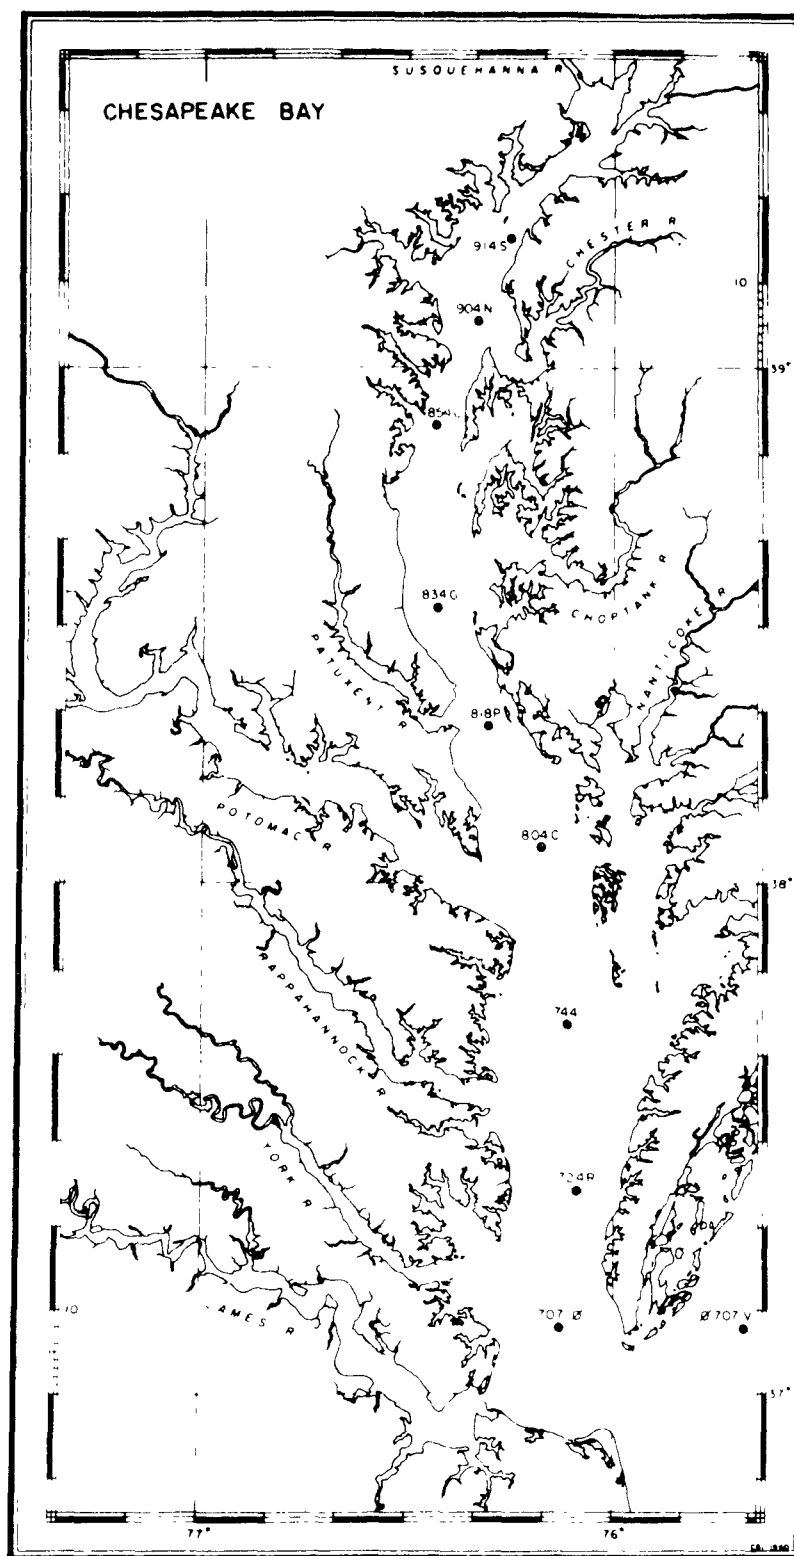 SUSQUEHANNA R
CHESAPEAKE BAY
CHESTER R
914S
10
904N
39°
834G
CHOPTANK R
NANTICOKE R
PATUXENT R
818P
POTOMAC R
804C
38°
RAPPAHANNOCK R
744
YORK R
724R
10
JAMES R
707 Ø
Ø 707 V
37°
77°
76°